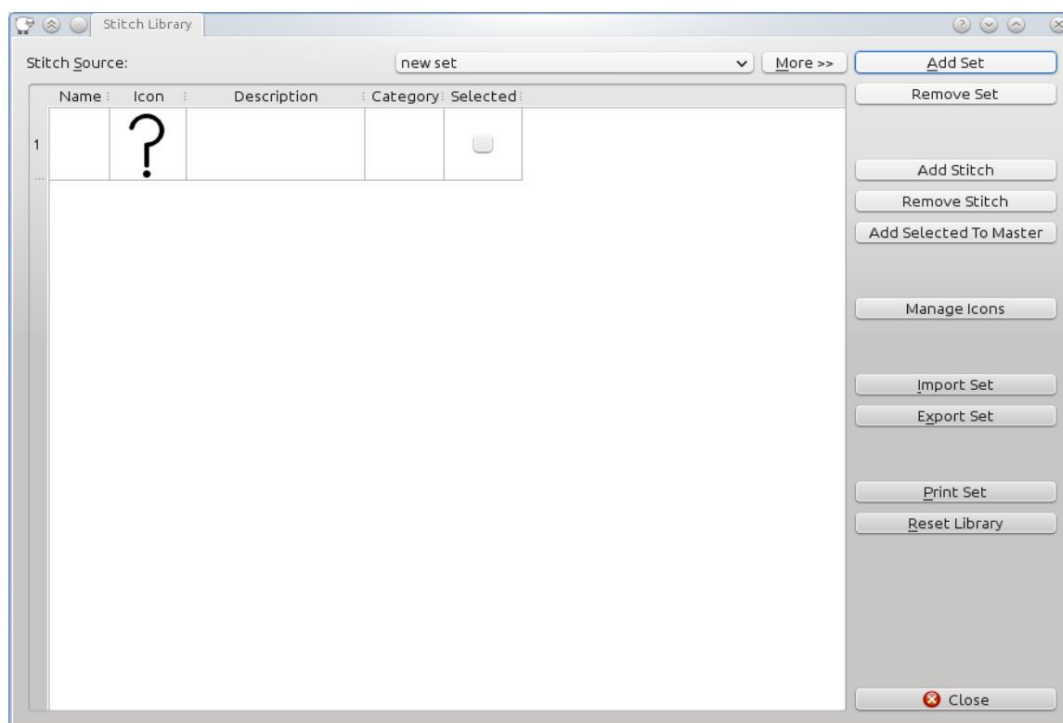 Stitch Library
Stitch Source:
new set
More >>
Add Set
Remove Set
Name Icon Description Category Selected
1
?
...
Add Stitch
Remove Stitch
Add Selected To Master
Manage Icons
Import Set
Export Set
Print Set
Reset Library
Close